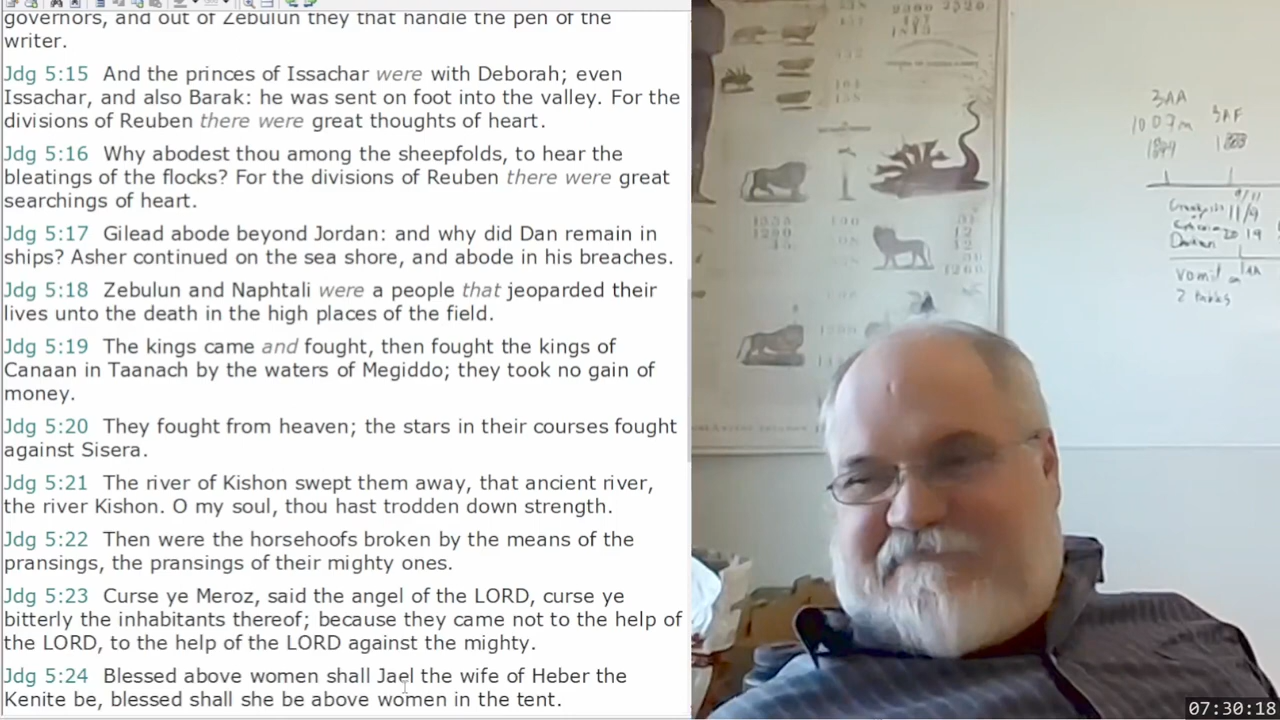 governors, and out of Zebulun they that handle the pen of the
writer.
Jdg 5:15 And the princes of Issachar were with Deborah; even
Issachar, and also Barak: he was sent on foot into the valley. For the
divisions of Reuben there were great thoughts of heart.
Jdg 5:16 Why abodest thou among the sheepfolds, to hear the
bleatings of the flocks? For the divisions of Reuben there were great
searchings of heart.
Jdg 5:17 Gilead abode beyond Jordan: and why did Dan remain in
ships? Asher continued on the sea shore, and abode in his breaches.
Jdg 5:18 Zebulun and Naphtali were a people that jeoparded their
lives unto the death in the high places of the field.
Jdg 5:19 The kings came and fought, then fought the kings of
Canaan in Taanach by the waters of Megiddo; they took no gain of
money.
Jdg 5:20 They fought from heaven; the stars in their courses fought
against Sisera.
Jdg 5:21 The river of Kishon swept them away, that ancient river,
the river Kishon. O my soul, thou hast trodden down strength.
Jdg 5:22 Then were the horsehoofs broken by the means of the
pransings, the pransings of their mighty ones.
Jdg 5:23 Curse ye Meroz, said the angel of the LORD, curse ye
bitterly the inhabitants thereof; because they came not to the help of
the LORD, to the help of the LORD against the mighty.
Jdg 5:24 Blessed above women shall Jael the wife of Heber the
Kenite be, blessed shall she be above women in the tent.
2300 2520.
3AA
3AF
9/11
11/9
2019
Vomit on
2 tables
07:30:18